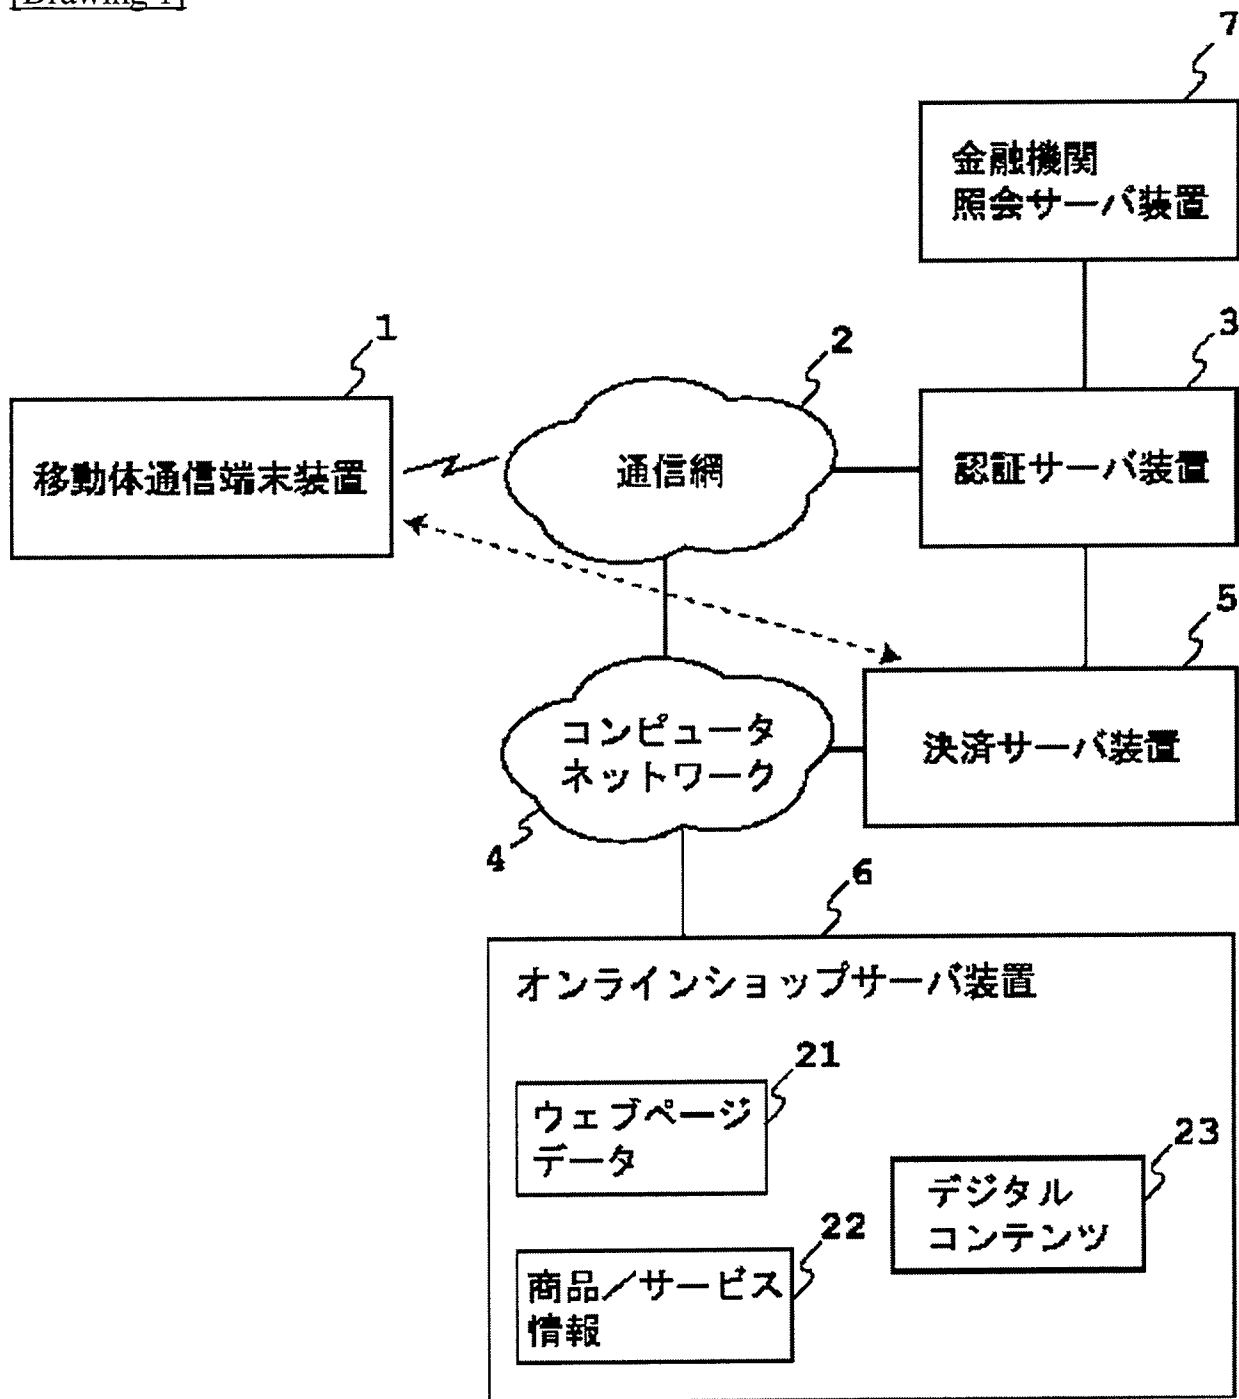 [Drawing 1]
7
金融機関
照会サーバ装置
1
2
3
移動体通信端末装置
通信網
認証サーバ装置
5
コンピュータ
ネットワーク
決済サーバ装置
4
6
オンラインショップサーバ装置
21
ウェブページ
データ
23
デジタル
コンテンツ
22
商品／サービス
情報